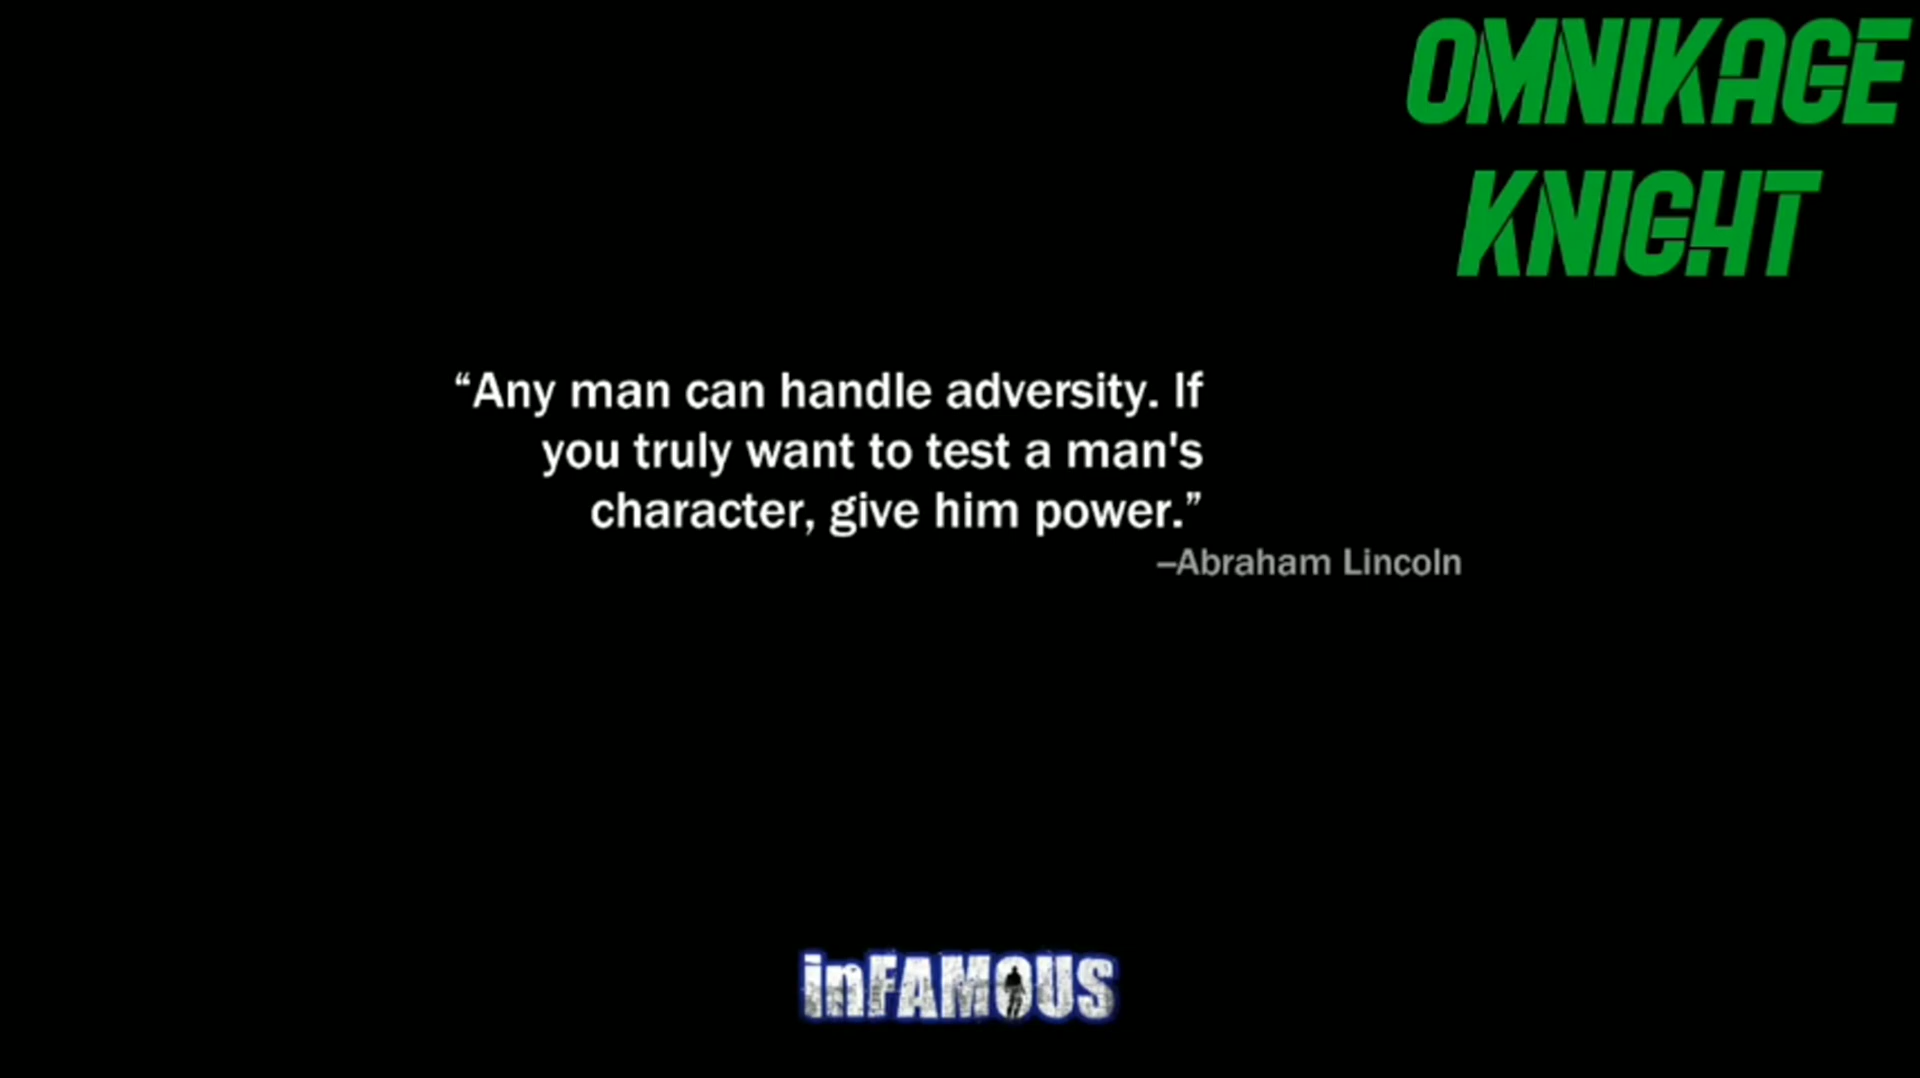 OMNIKAGE
KNIGHT
“Any man can handle adversity. If
you truly want to test a man's
character, give him power.”
–Abraham Lincoln
inFAMOUS